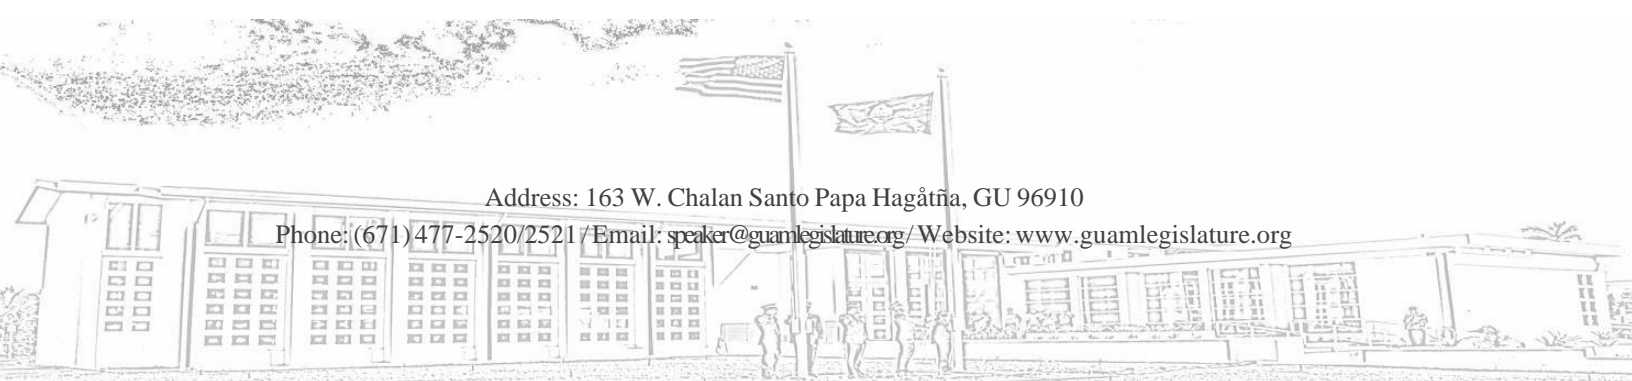 Address: 163 W. Chalan Santo Papa Hagåtña, GU 96910
Phone: (671) 477-2520/2521 / Email: speaker@guamlegislature.org / Website: www.guamlegislature.org